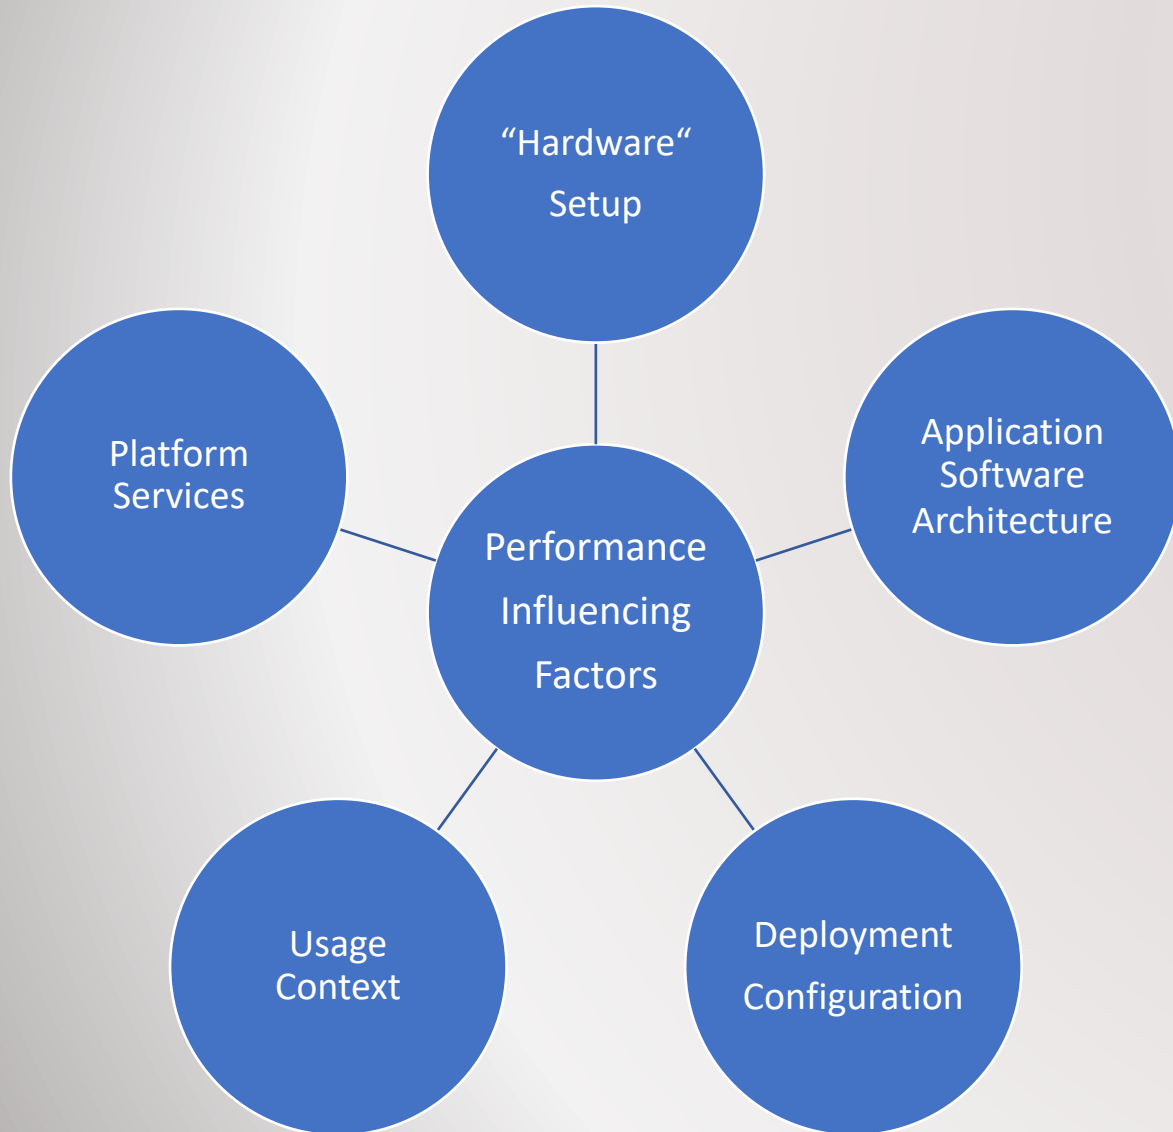 “Hardware“
Setup
Platform
Services
Application
Software
Architecture
Performance
Influencing
Factors
Usage
Context
Deployment
Configuration